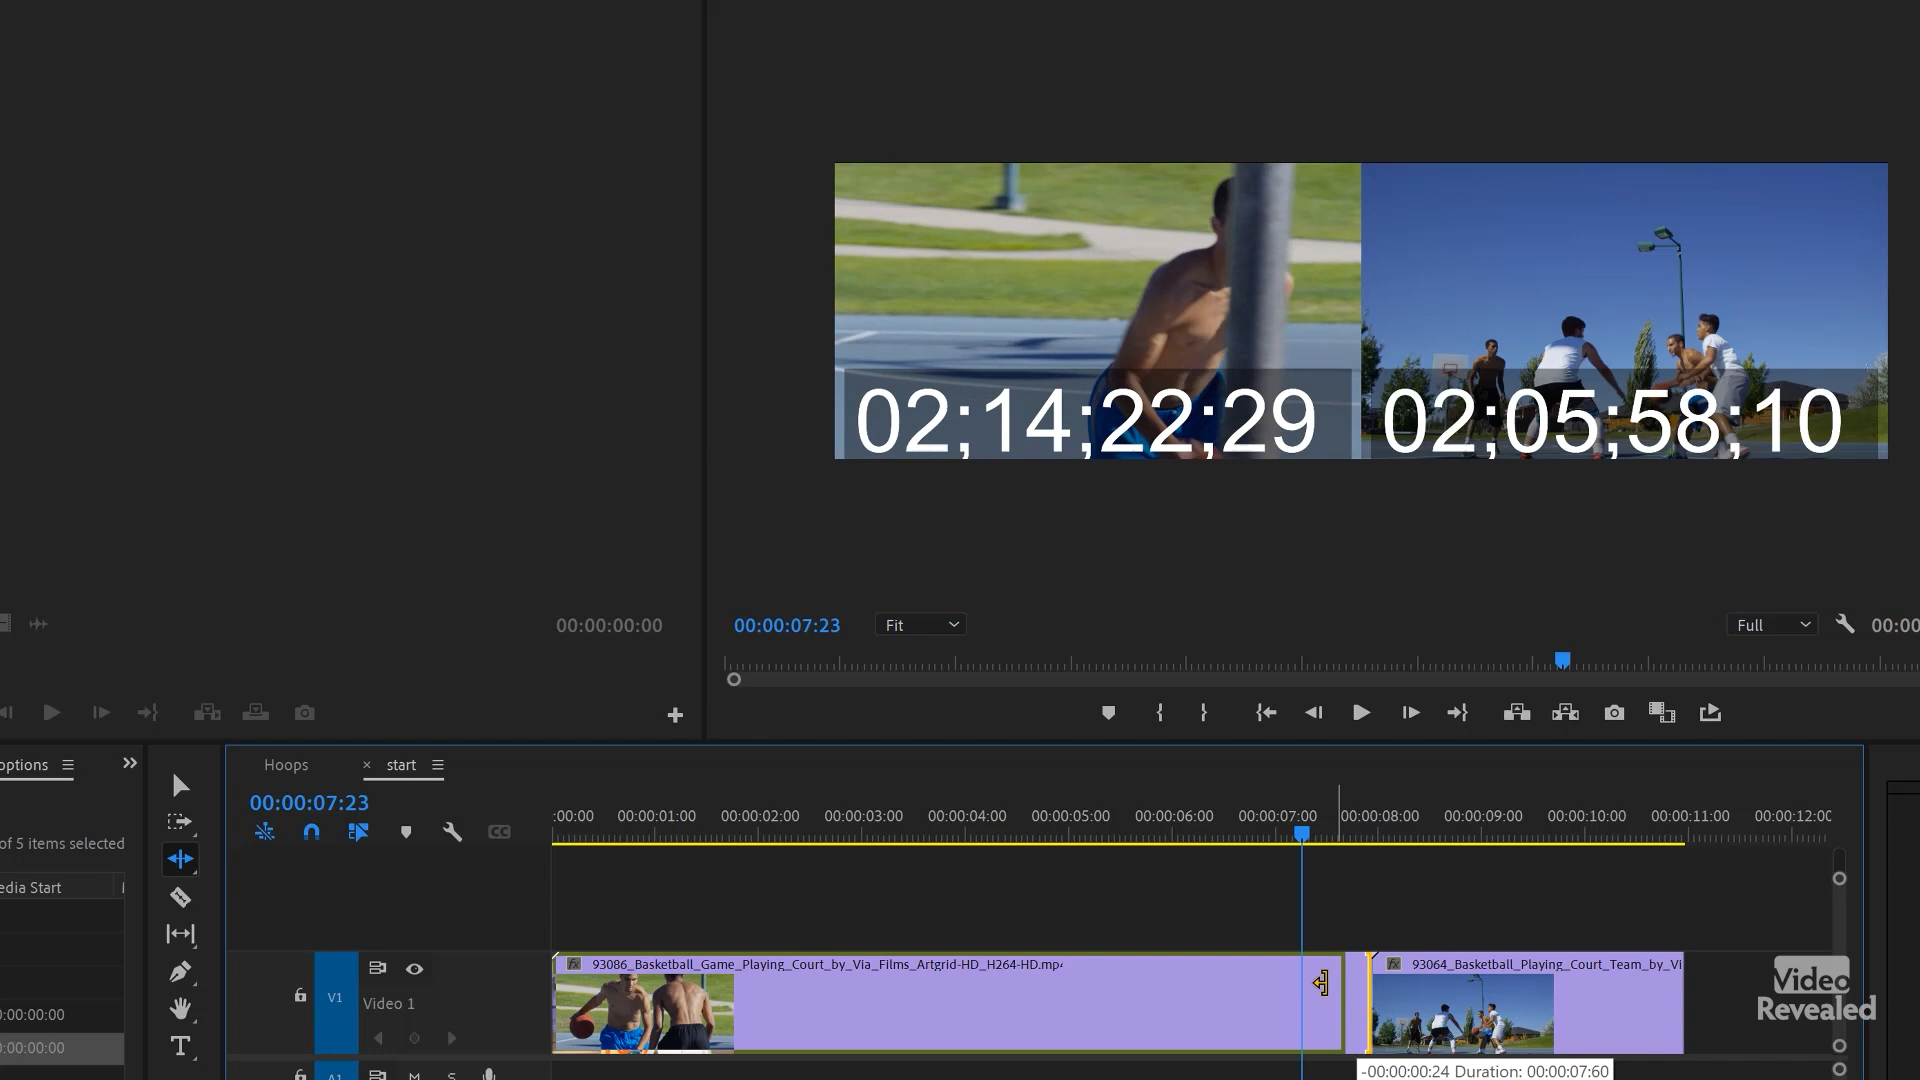 02;14;22;29
02;05;58;10
00:00:00:00
00:00:07:23
Fit
Full
00:00
options
Hoops
× start
00:00:07:23
:00:00
00:00:01:00
00:00:02:00
00:00:03:00
00:00:04:00
00:00:05:00
00:00:06:00
00:00:07:00
00:00:08:00
00:00:09:00
00:00:10:00
00:00:11:00
00:00:12:00
CC
of 5 items selected
edia Start
fx 93086_Basketball_Game_Playing_Court_by_Via_Films_Artgrid-HD_H264-HD.mp4
fx 93064_Basketball_Playing_Court_Team_by_Vi
V1
Video 1
0:00:00:00
0:00:00:00
Video
Revealed
T
A1
M
S
-00:00:00:24 Duration: 00:00:07:60